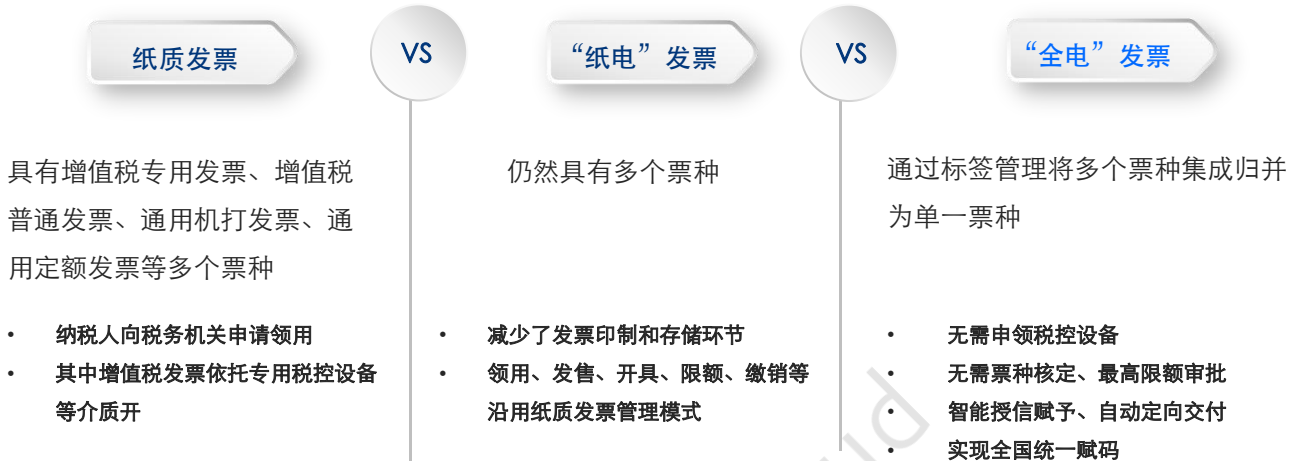 纸质发票
VS
“纸电”发票
VS
“全电”发票
具有增值税专用发票、增值税
普通发票、通用机打发票、通
用定额发票等多个票种
• 纳税人向税务机关申请领用
• 其中增值税发票依托专用税控设备
等介质开
仍然具有多个票种
• 减少了发票印制和存储环节
• 领用、发售、开具、限额、缴销等
沿用纸质发票管理模式
通过标签管理将多个票种集成归并
为单一票种
• 无需申领税控设备
• 无需票种核定、最高限额审批
• 智能授信赋予、自动定向交付
• 实现全国统一赋码